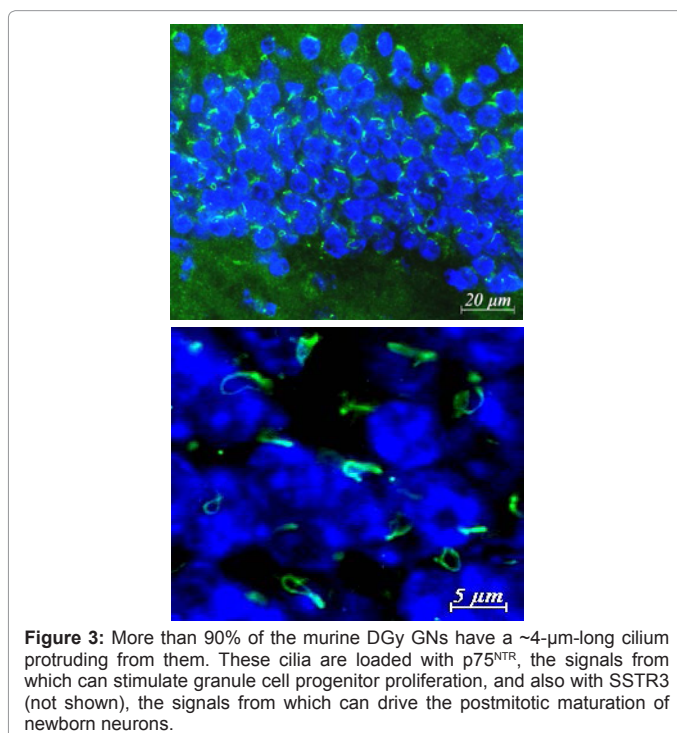 20 µm
5 µm
Figure 3: More than 90% of the murine DGy GNs have a ~4-µm-long cilium
protruding from them. These cilia are loaded with p75NTR, the signals from
which can stimulate granule cell progenitor proliferation, and also with SSTR3
(not shown), the signals from which can drive the postmitotic maturation of
newborn neurons.